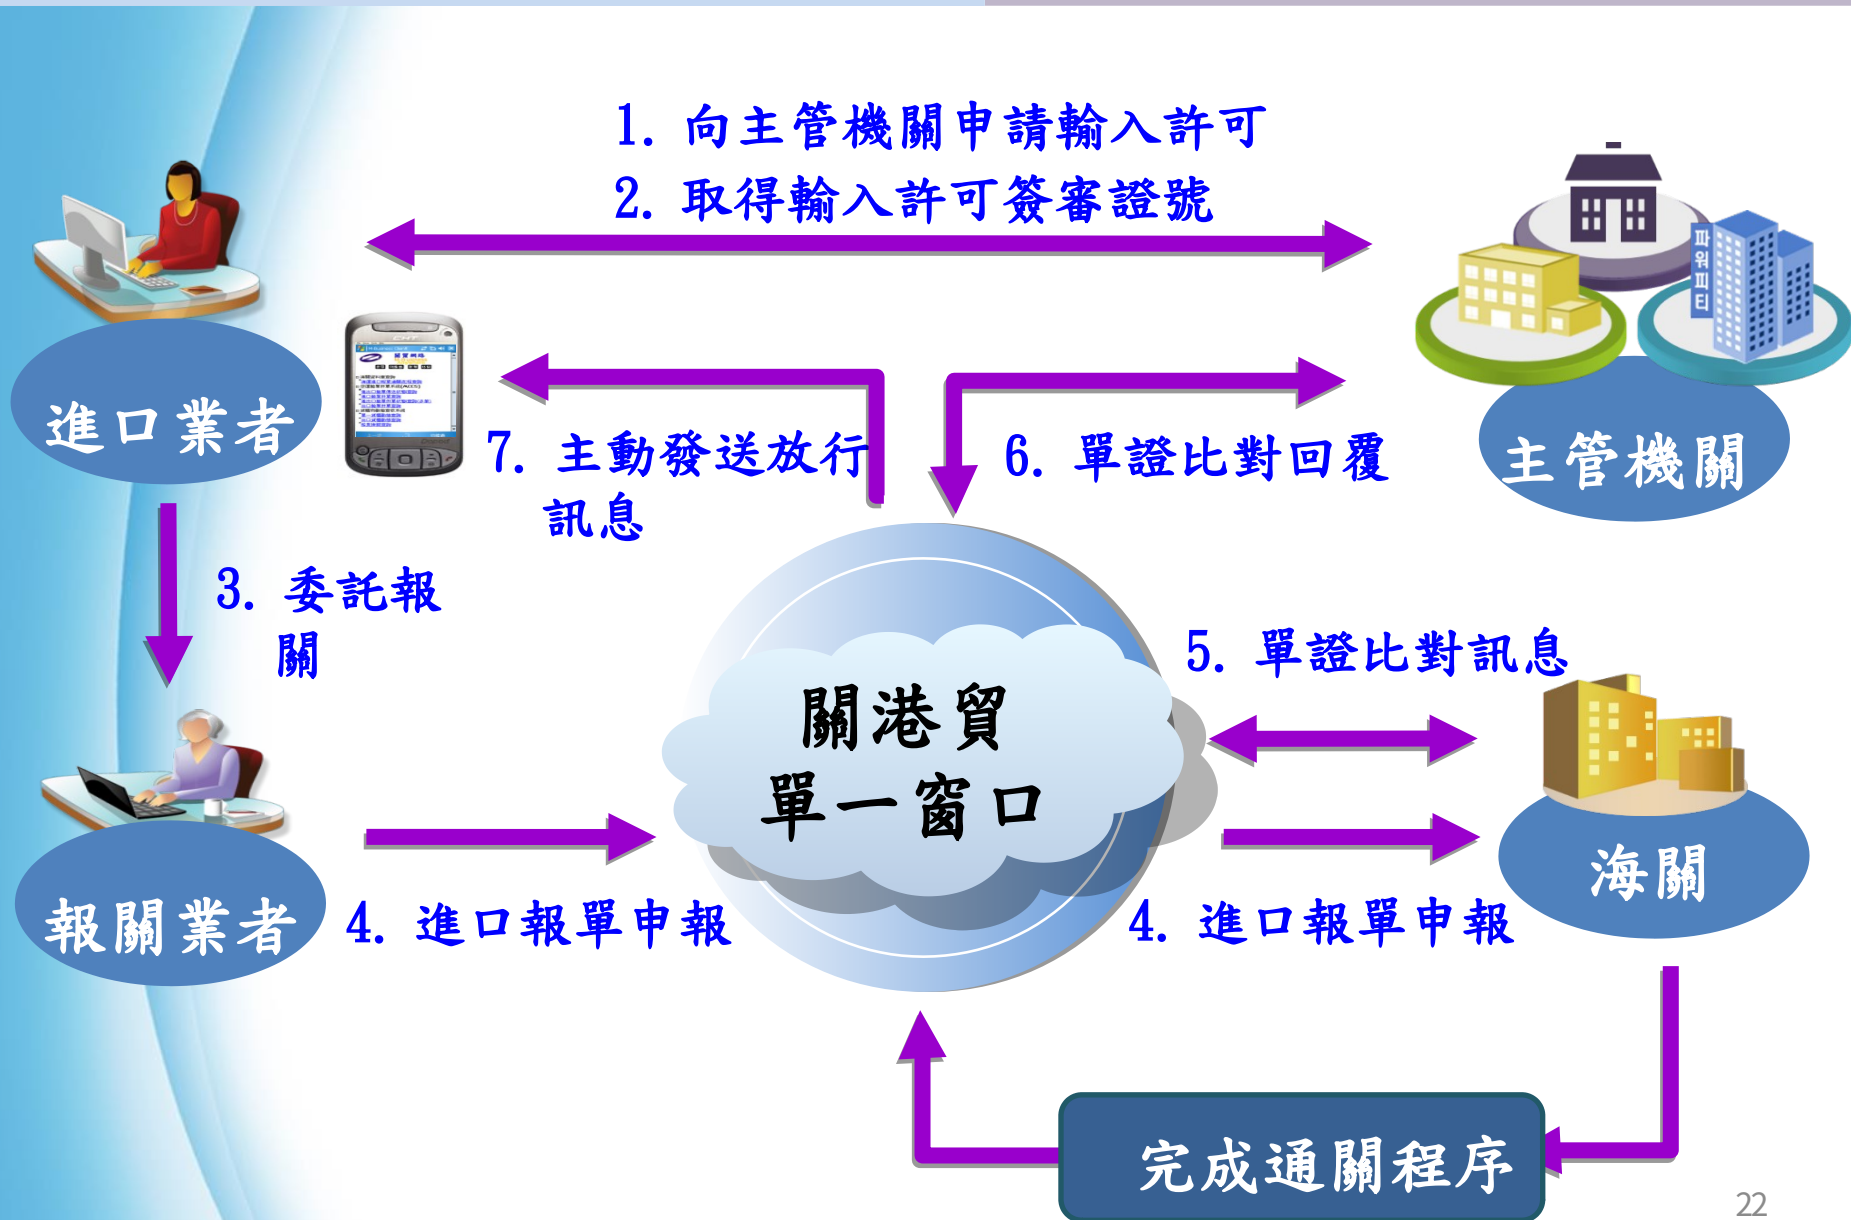 1. 向主管機關申請輸入許可
2. 取得輸入許可簽審證號
파워피티
進口業者
7. 主動發送放行
訊息
6. 單證比對回覆
主管機關
3. 委託報
關
5. 單證比對訊息
關港貿
單一窗口
海關
報關業者
4. 進口報單申報
4. 進口報單申報
完成通關程序
22